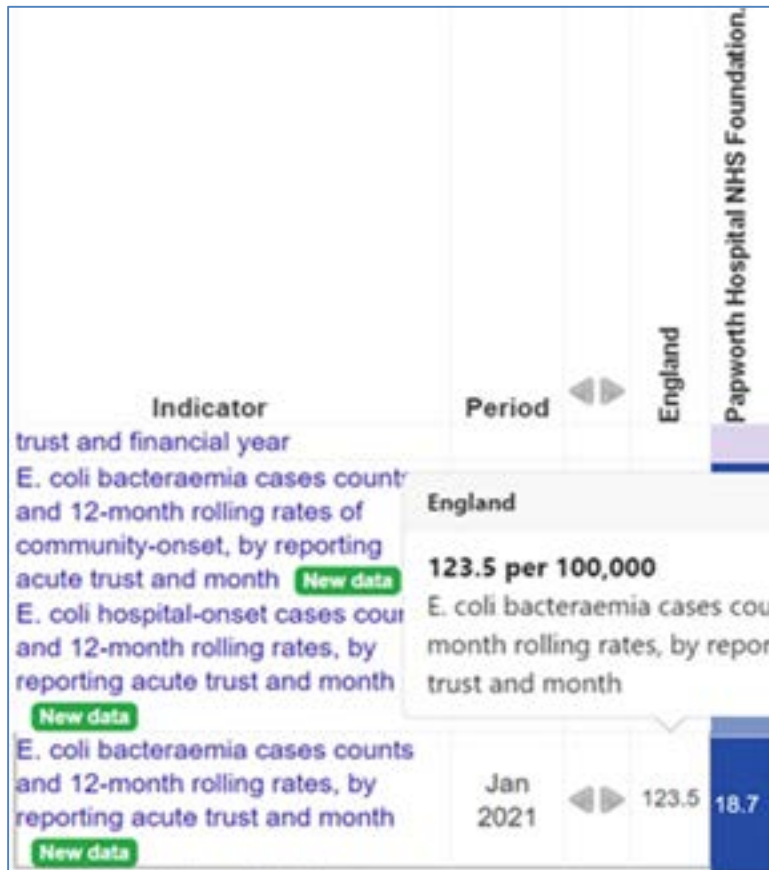 Papworth Hospital NHS Foundation.
England
Indicator
Period
trust and financial year
E. coli bacteraemia cases counts
and 12-month rolling rates of
community-onset, by reporting
acute trust and month New data
E. coli hospital-onset cases cour
and 12-month rolling rates, by
reporting acute trust and month
New data
England
123.5 per 100,000
E. coli bacteraemia cases cou
month rolling rates, by repor
trust and month
E. coli bacteraemia cases counts
and 12-month rolling rates, by
reporting acute trust and month
New data
Jan
2021
123.5
18.7